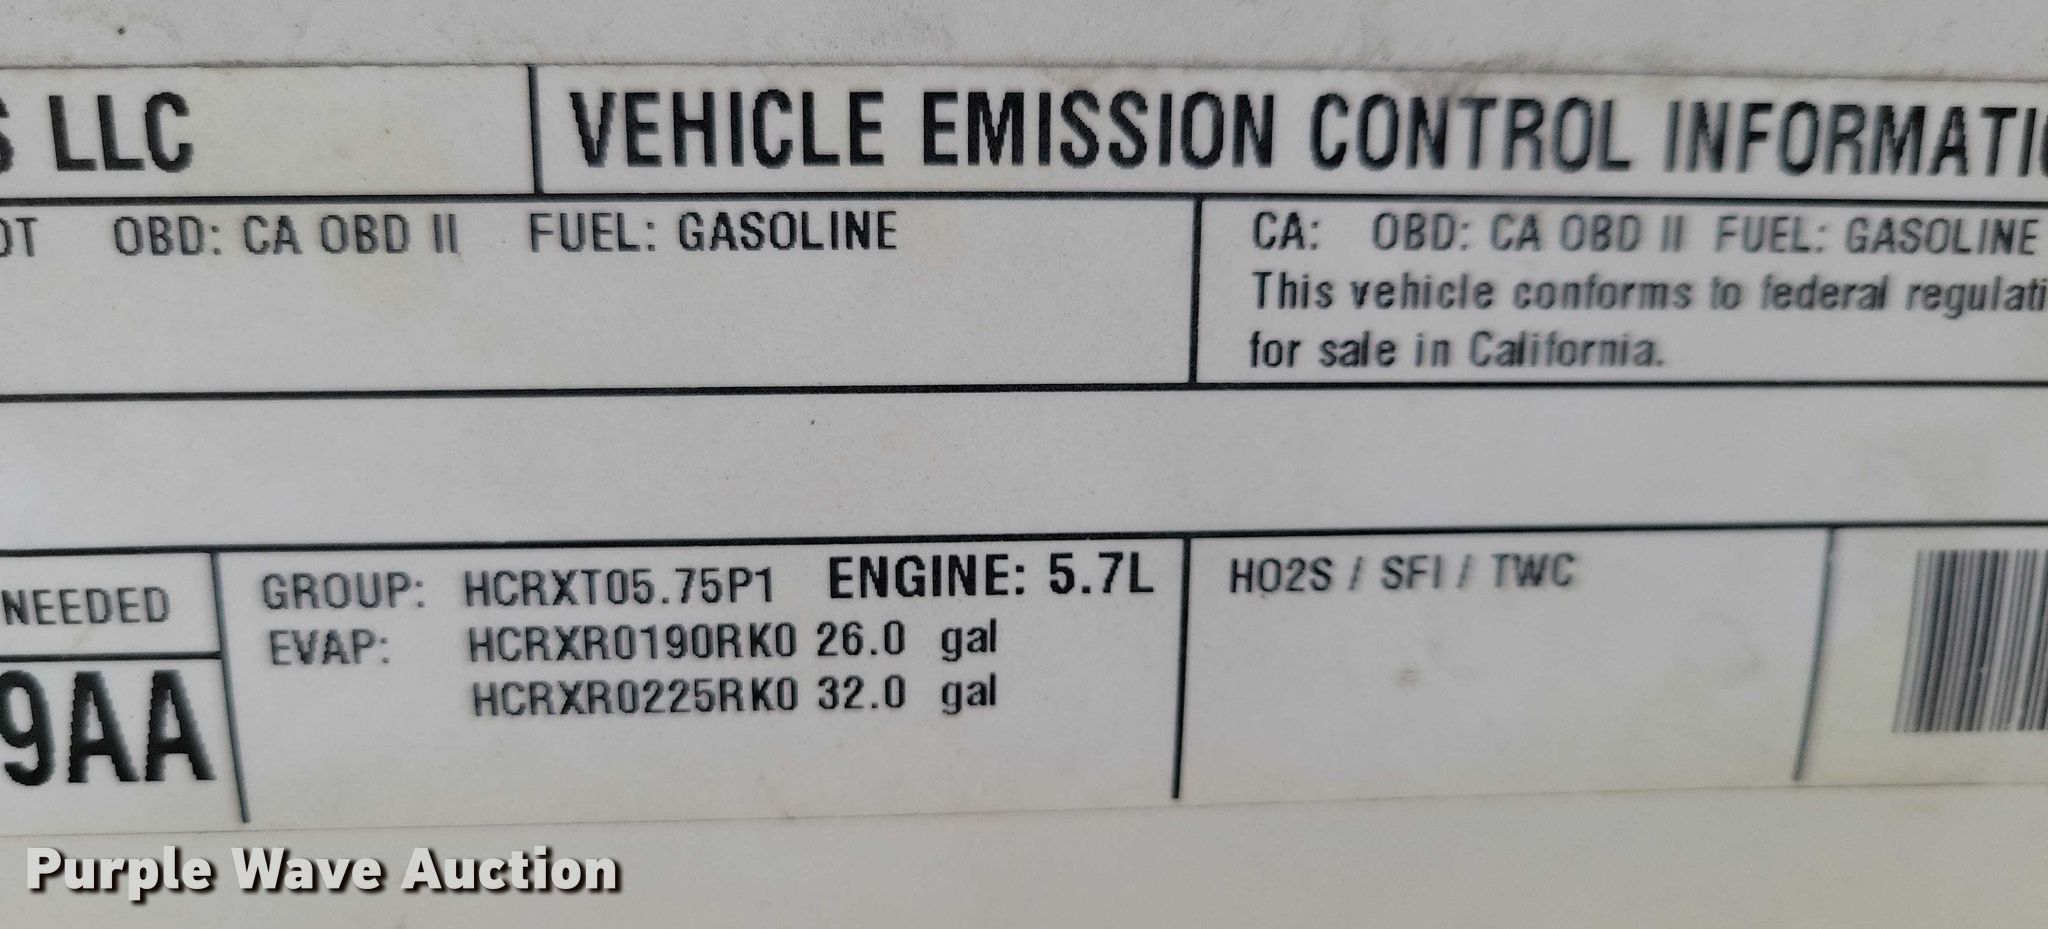 S LLC VEHICLE EMISSION CONTROL INFORMATI
OT OBD: CA OBD II FUEL: GASOLINE
CA: OBD: CA OBD II FUEL: GASOLINE
This vehicle conforms to federal regulati
for sale in California.
NEEDED
9AA
GROUP: HCRXT05.75P1 ENGINE: 5.7L
EVAP: HCRXR0190RK0 26.0 gal
HCRXR0225RK0 32.0 gal
HO2S / SFI / TWC
Purple Wave Auction